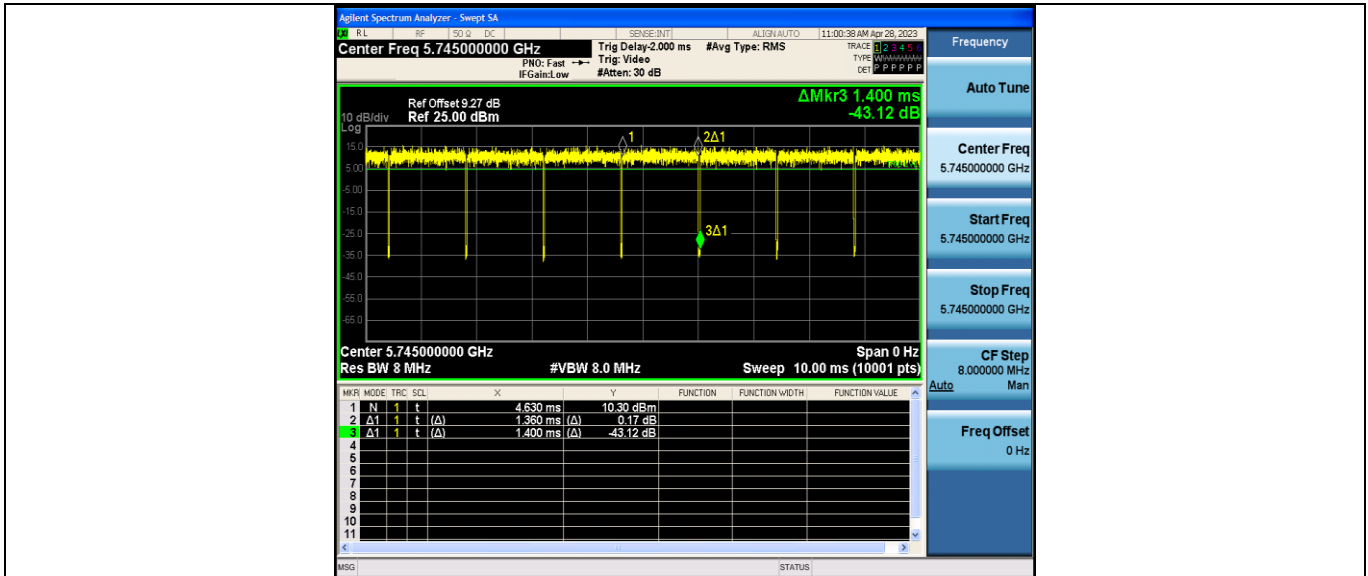 Agilent Spectrum Analyzer - Swept SA
LXI RL RF 50 Ω DC SENSE:INT ALIGNAUTO 11:00:38 AM Apr 28, 2023
Center Freq 5.745000000 GHz
PNO: Fast
IFGain:Low
Trig Delay-2.000 ms
Trig: Video
#Atten: 30 dB
#Avg Type: RMS
TRACE 1 2 3 4 5 6
TYPE
DET P P P P P P
ΔMkr3 1.400 ms
-43.12 dB
Ref Offset 9.27 dB
10 dB/div Ref 25.00 dBm
Log
15.0
5.00
-5.00
-15.0
-25.0
-35.0
-45.0
-55.0
-65.0
1
2Δ1
3Δ1
Center 5.745000000 GHz Span 0 Hz
Res BW 8 MHz #VBW 8.0 MHz Sweep 10.00 ms (10001 pts)
MKR MODE TRC SCL X Y FUNCTION FUNCTION WIDTH FUNCTION VALUE
1 N 1 t 4.630 ms 10.30 dBm
2 Δ1 1 t (Δ) 1.360 ms (Δ) 0.17 dB
3 Δ1 1 t (Δ) 1.400 ms (Δ) -43.12 dB
4
5
6
7
8
9
10
11
MSG STATUS
Frequency
Auto Tune
Center Freq
5.745000000 GHz
Start Freq
5.745000000 GHz
Stop Freq
5.745000000 GHz
CF Step
8.000000 MHz
Auto Man
Freq Offset
0 Hz